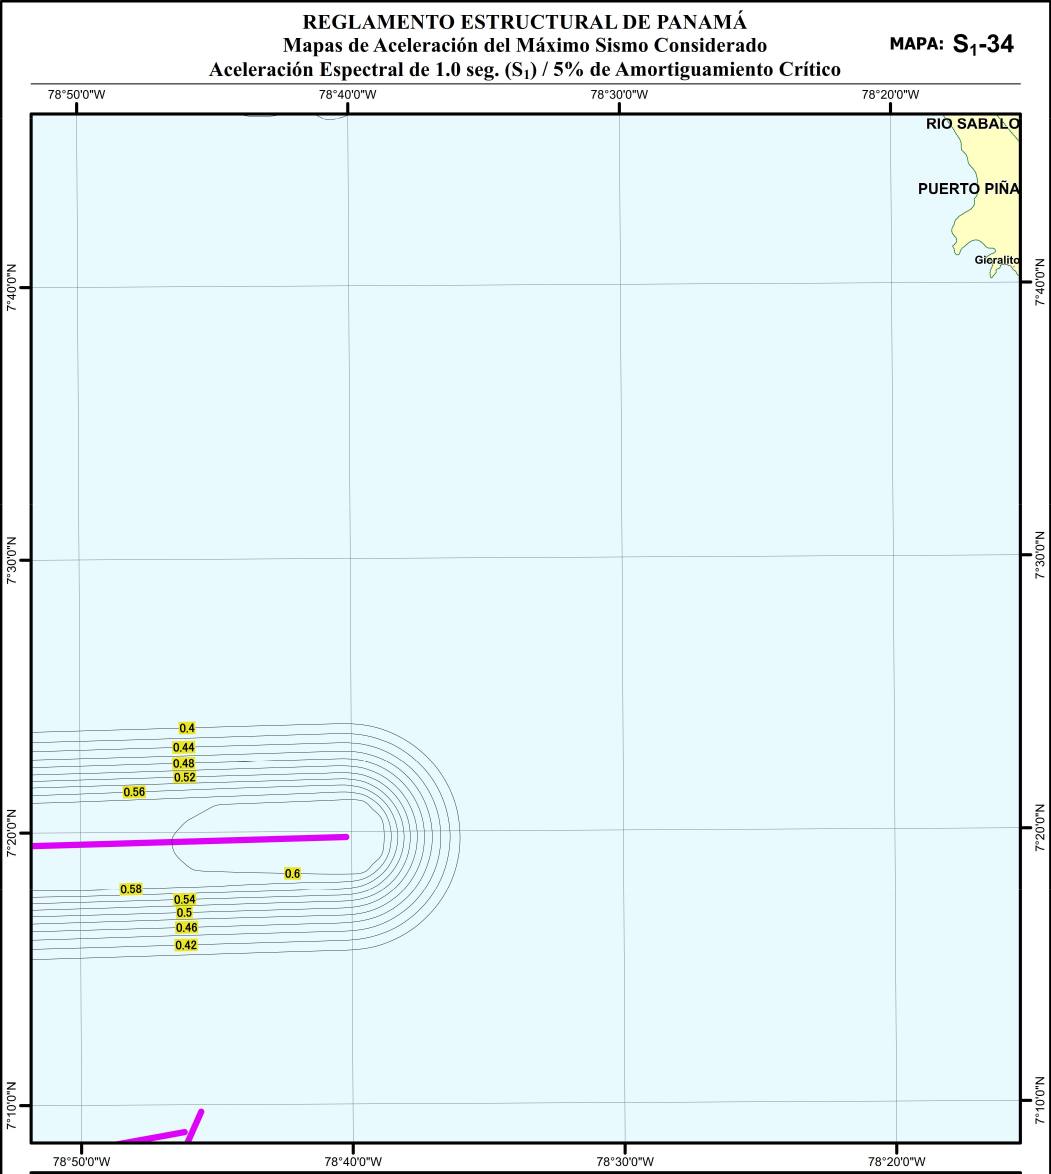 REGLAMENTO ESTRUCTURAL DE PANAMÁ
Mapas de Aceleración del Máximo Sismo Considerado
MAPA: S₁-34
Aceleración Espectral de 1.0 seg. (S₁) / 5% de Amortiguamiento Crítico
78°50'0"W 78°40'0"W 78°30'0"W 78°20'0"W
RIO SABALO
PUERTO PIÑA
Gicralito
7°40'0"N 7°40'0"N
7°30'0"N 7°30'0"N
0.4
0.44
0.48
0.52
0.56
7°20'0"N 7°20'0"N
0.6
0.58
0.54
0.5
0.46
0.42
7°10'0"N 7°10'0"N
78°50'0"W 78°40'0"W 78°30'0"W 78°20'0"W